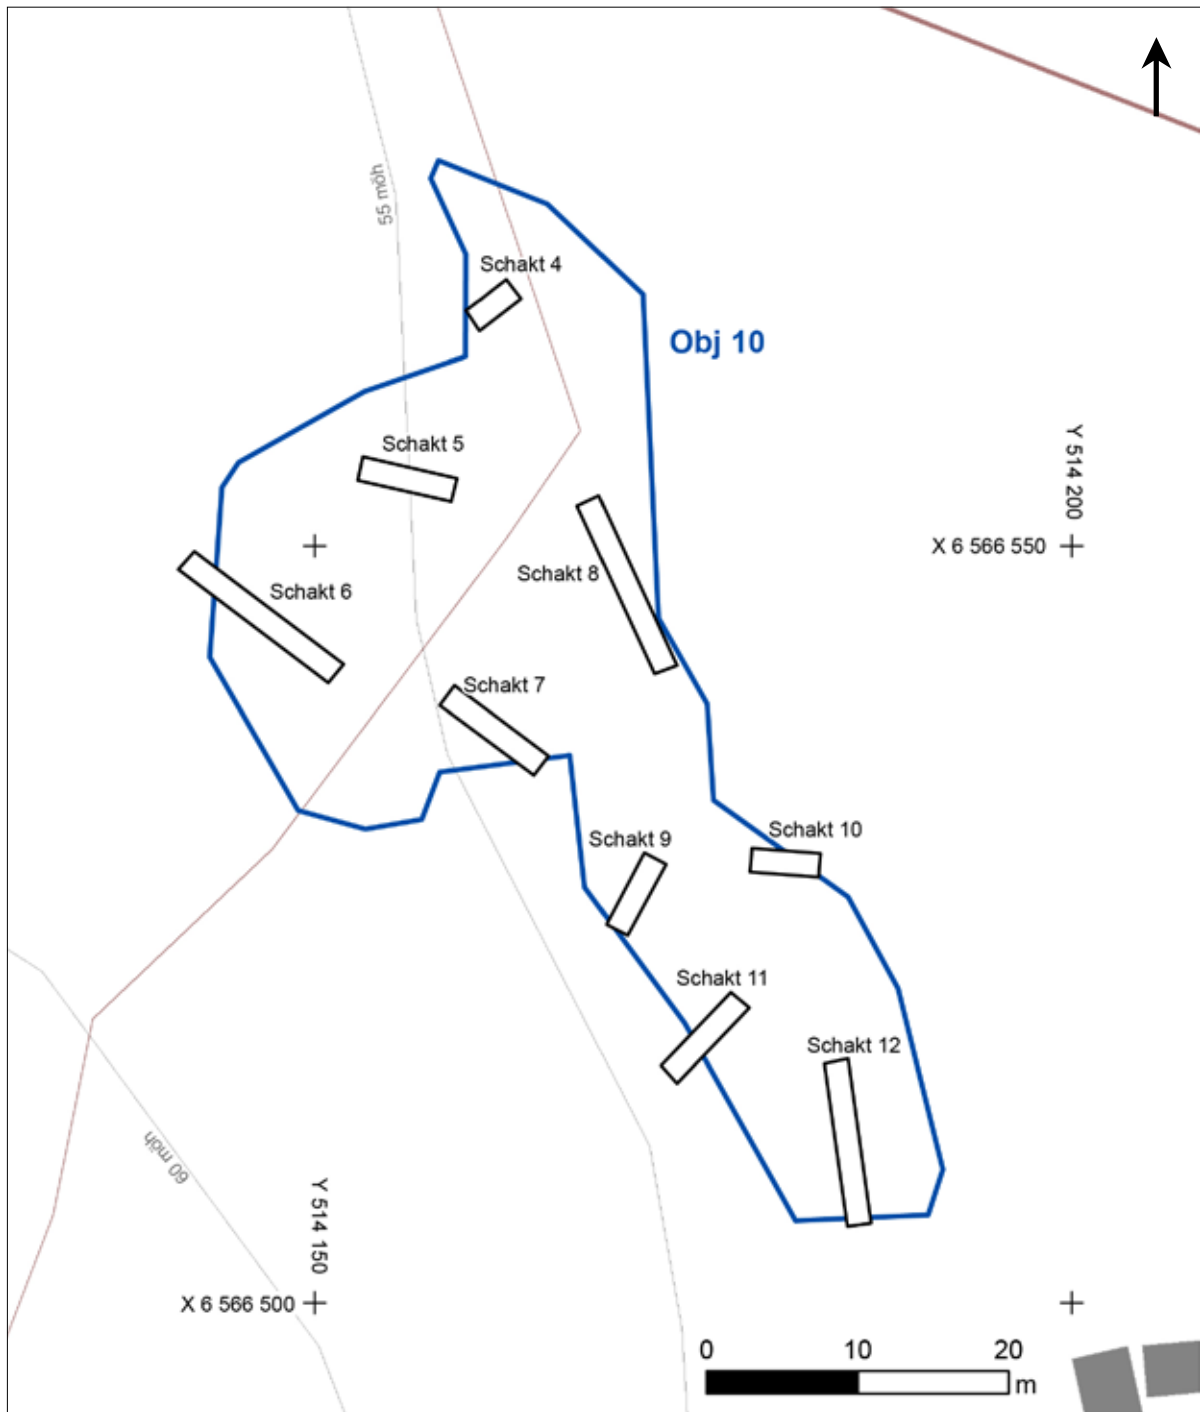 55 möh
Schakt 4
Obj 10
Schakt 5
Y 514 200
X 6 566 550
Schakt 8
Schakt 6
Schakt 7
Schakt 10
Schakt 9
Schakt 11
Schakt 12
60 möh
Y 514 150
X 6 566 500
0 10 20
m